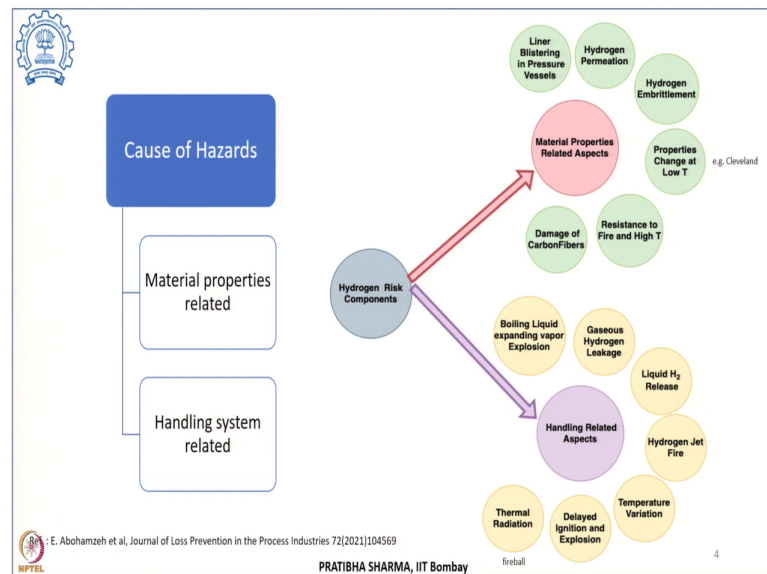 Cause of Hazards
Material properties
related
Handling system
related
Hydrogen Risk
Components
Material Properties
Related Aspects
Liner
Blistering
in Pressure
Vessels
Hydrogen
Permeation
Hydrogen
Embrittlement
Properties
Change at
Low T
e.g. Cleveland
Resistance to
Fire and High T
Damage of
CarbonFibers
Handling Related
Aspects
Boiling Liquid
expanding vapor
Explosion
Gaseous
Hydrogen
Leakage
Liquid H₂
Release
Hydrogen Jet
Fire
Temperature
Variation
Delayed
Ignition and
Explosion
Thermal
Radiation
fireball
: E. Abohamzeh et al, Journal of Loss Prevention in the Process Industries 72(2021)104569
NPTEL
PRATIBHA SHARMA, IIT Bombay
4